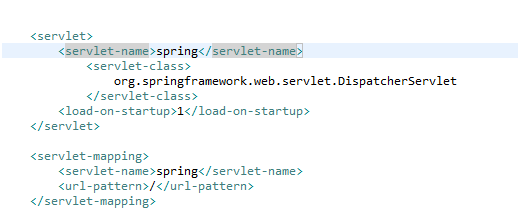 <servlet>
<servlet-name>spring</servlet-name>
<servlet-class>
org.springframework.web.servlet.DispatcherServlet
</servlet-class>
<load-on-startup>1</load-on-startup>
</servlet>
<servlet-mapping>
<servlet-name>spring</servlet-name>
<url-pattern>/</url-pattern>
</servlet-mapping>